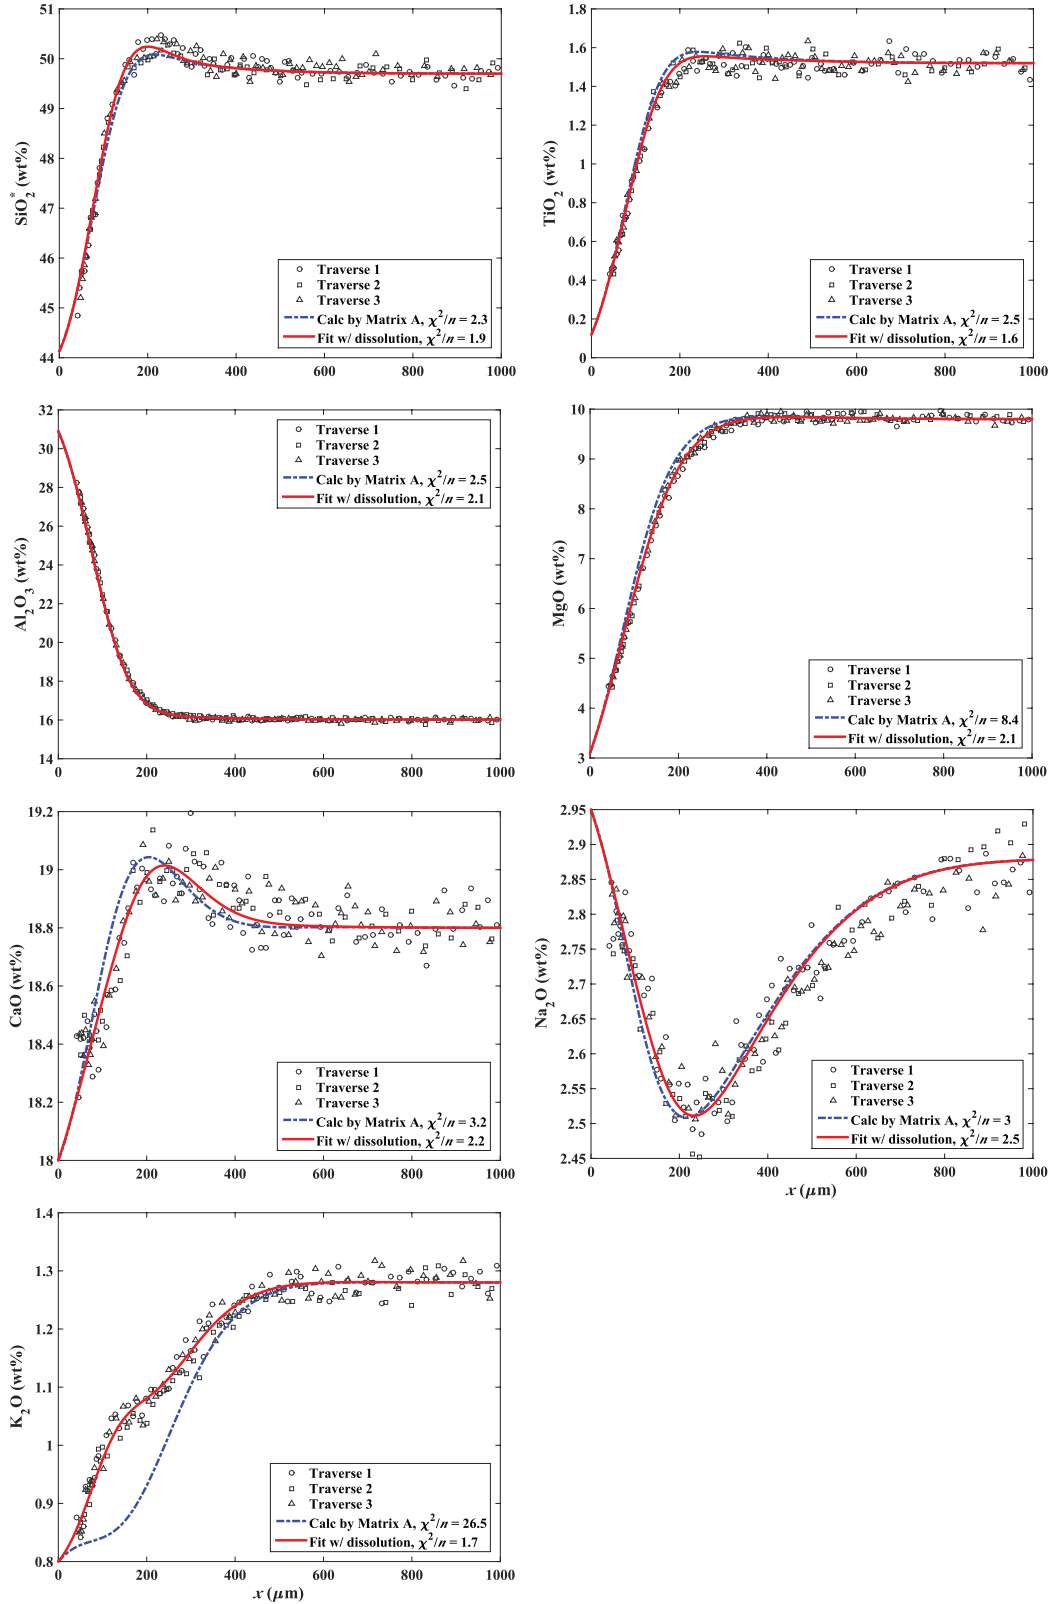 SiO₂* (wt%)
51
50
49
48
47
46
45
44
0 200 400 600 800 1000
Traverse 1
Traverse 2
Traverse 3
Calc by Matrix A, χ²/n = 2.3
Fit w/ dissolution, χ²/n = 1.9
TiO₂ (wt%)
1.8
1.6
1.4
1.2
1
0.8
0.6
0.4
0.2
0
0 200 400 600 800 1000
Traverse 1
Traverse 2
Traverse 3
Calc by Matrix A, χ²/n = 2.5
Fit w/ dissolution, χ²/n = 1.6
Al₂O₃ (wt%)
32
30
28
26
24
22
20
18
16
14
0 200 400 600 800 1000
Traverse 1
Traverse 2
Traverse 3
Calc by Matrix A, χ²/n = 2.5
Fit w/ dissolution, χ²/n = 2.1
MgO (wt%)
10
9
8
7
6
5
4
3
0 200 400 600 800 1000
Traverse 1
Traverse 2
Traverse 3
Calc by Matrix A, χ²/n = 8.4
Fit w/ dissolution, χ²/n = 2.1
CaO (wt%)
19.2
19
18.8
18.6
18.4
18.2
18
0 200 400 600 800 1000
Traverse 1
Traverse 2
Traverse 3
Calc by Matrix A, χ²/n = 3.2
Fit w/ dissolution, χ²/n = 2.2
Na₂O (wt%)
2.95
2.9
2.85
2.8
2.75
2.7
2.65
2.6
2.55
2.5
2.45
0 200 400 600 800 1000
x (μm)
Traverse 1
Traverse 2
Traverse 3
Calc by Matrix A, χ²/n = 3
Fit w/ dissolution, χ²/n = 2.5
K₂O (wt%)
1.4
1.3
1.2
1.1
1
0.9
0.8
0 200 400 600 800 1000
x (μm)
Traverse 1
Traverse 2
Traverse 3
Calc by Matrix A, χ²/n = 26.5
Fit w/ dissolution, χ²/n = 1.7